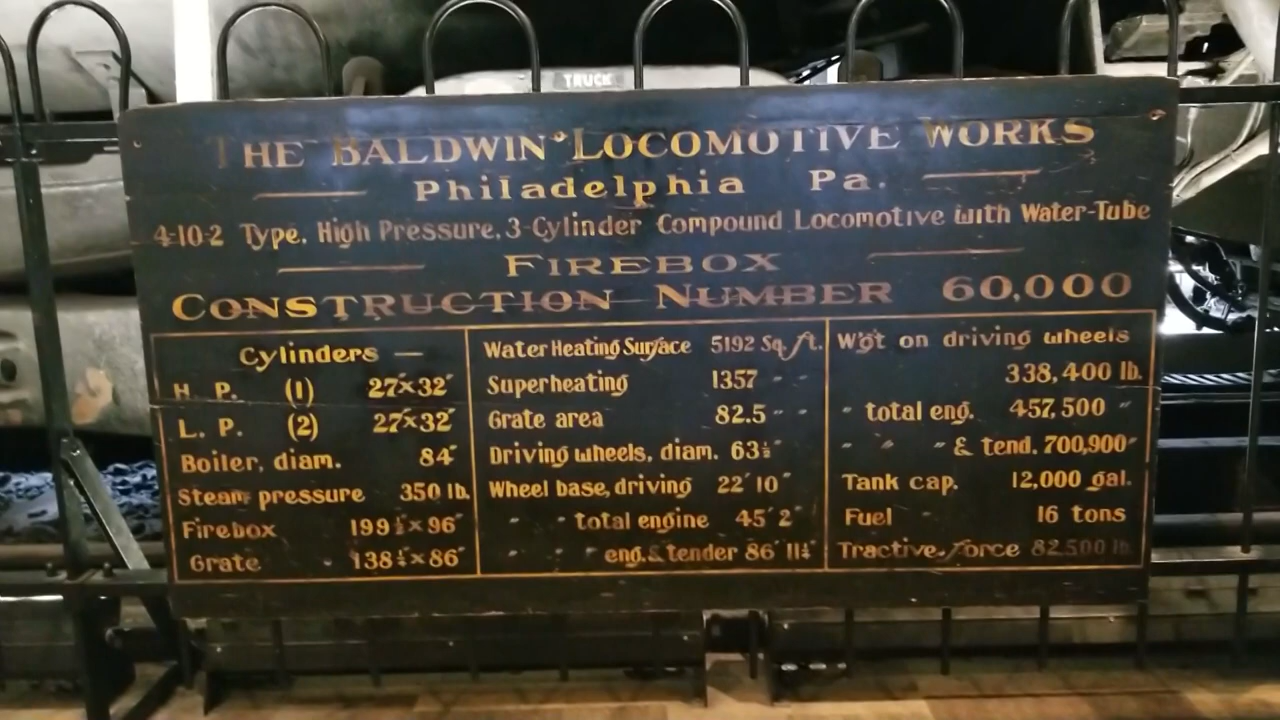 TRUCK
THE BALDWIN LOCOMOTIVE WORKS
Philadelphia Pa.
4-10-2 Type, High Pressure, 3-Cylinder Compound Locomotive with Water-Tube
FIREBOX
CONSTRUCTION NUMBER 60,000
Cylinders —
H. P. (1) 27"×32"
L. P. (2) 27"×32"
Boiler, diam. 84"
Steam pressure 350 lb.
Firebox 199½×96"
Grate 138¼×86"
Water Heating Surface 5192 Sq. ft.
Superheating 1357 " "
Grate area 82.5 " "
Driving wheels, diam. 63½"
Wheel base, driving 22' 10"
" " total engine 45' 2"
" " " eng. & tender 86' 11¼"
Wgt on driving wheels
338,400 lb.
" total eng. 457,500 "
" " " & tend. 700,900 "
Tank cap. 12,000 gal.
Fuel " 16 tons
Tractive force 82,500 lb.